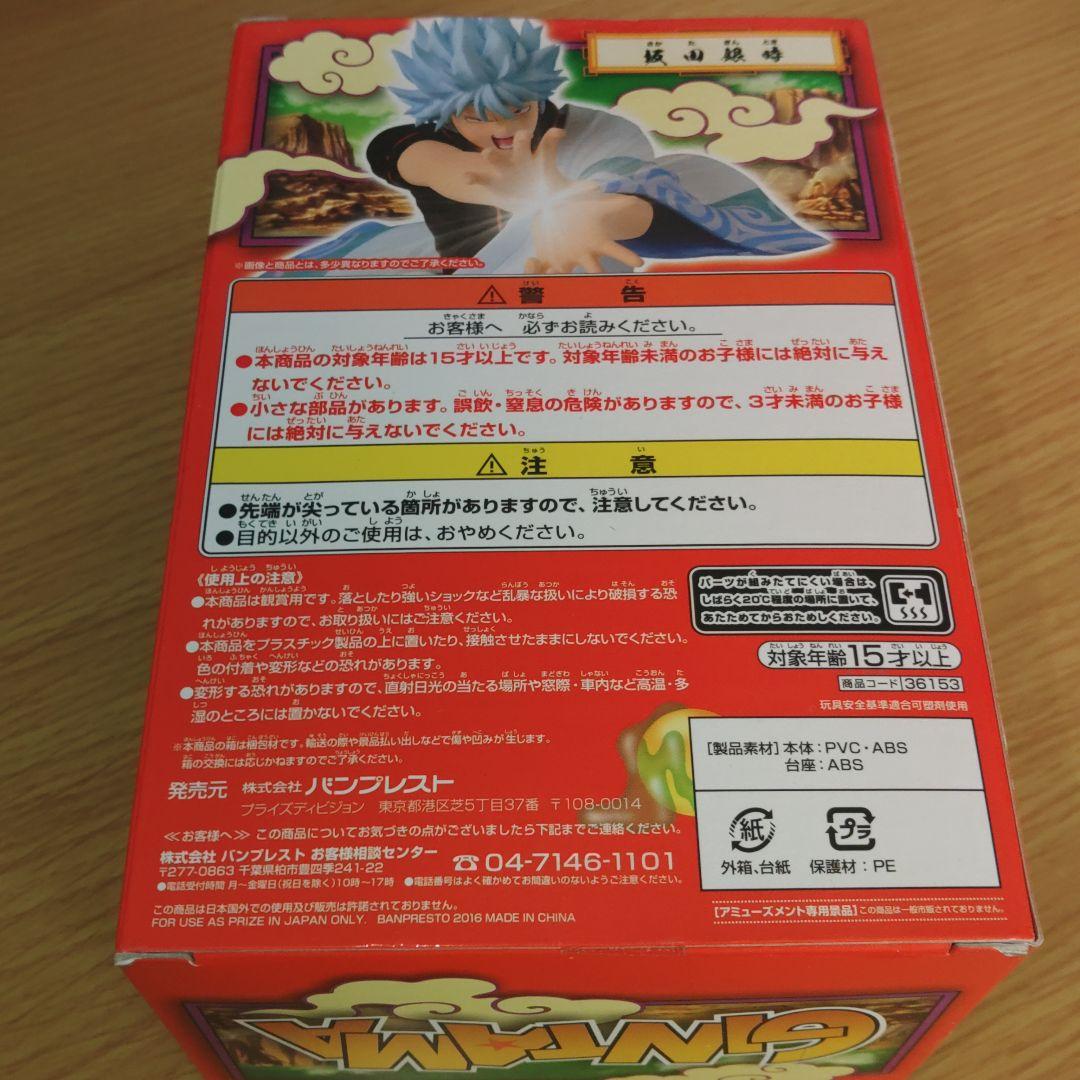 坂田銀時
※画像と商品とは、多少異なりますのでご了承ください。
⚠警告
お客様へ 必ずお読みください。
●本商品の対象年齢は15才以上です。対象年齢未満のお子様には絶対に与え
ないでください。
●小さな部品があります。誤飲・窒息の危険がありますので、3才未満のお子様
には絶対に与えないでください。
⚠注意
●先端が尖っている箇所がありますので、注意してください。
●目的以外のご使用は、おやめください。
《使用上の注意》
●本商品は観賞用です。落としたり強いショックなど乱暴な扱いにより破損する恐
れがありますので、お取り扱いにはご注意ください。
●本商品をプラスチック製品の上に置いたり、接触させたままにしないでください。
色の付着や変形などの恐れがあります。
●変形する恐れがありますので、直射日光の当たる場所や窓際・車内など高温・多
湿のところには置かないでください。
※本商品の箱は梱包材です。輸送の際や景品払い出しなどで傷や凹みが生じます。
箱の交換には応じかねますのでご了承ください。
パーツが組みたてにくい場合は、
しばらく20℃程度の場所に置いて、
あたためてからおためしください。
対象年齢15才以上
商品コード 36153
玩具安全基準適合可塑剤使用
[製品素材] 本体:PVC・ABS
台座:ABS
紙 プラ
外箱、台紙 保護材:PE
発売元 株式会社 バンプレスト
プライズディビジョン 東京都港区芝5丁目37番 〒108-0014
≪お客様へ≫ この商品についてお気づきの点がございましたら下記までご連絡ください。
株式会社 バンプレスト お客様相談センター
〒277-0863 千葉県柏市豊四季241-22
☎04-7146-1101
●電話受付時間 月〜金曜日(祝日を除く)10時〜17時 ●電話番号はよく確かめてお間違いのないようご注意ください。
この商品は日本国外での使用及び販売は許諾されておりません。
FOR USE AS PRIZE IN JAPAN ONLY. BANPRESTO 2016 MADE IN CHINA
[アミューズメント専用景品] この商品は一般市販されておりません。
GINTAMA